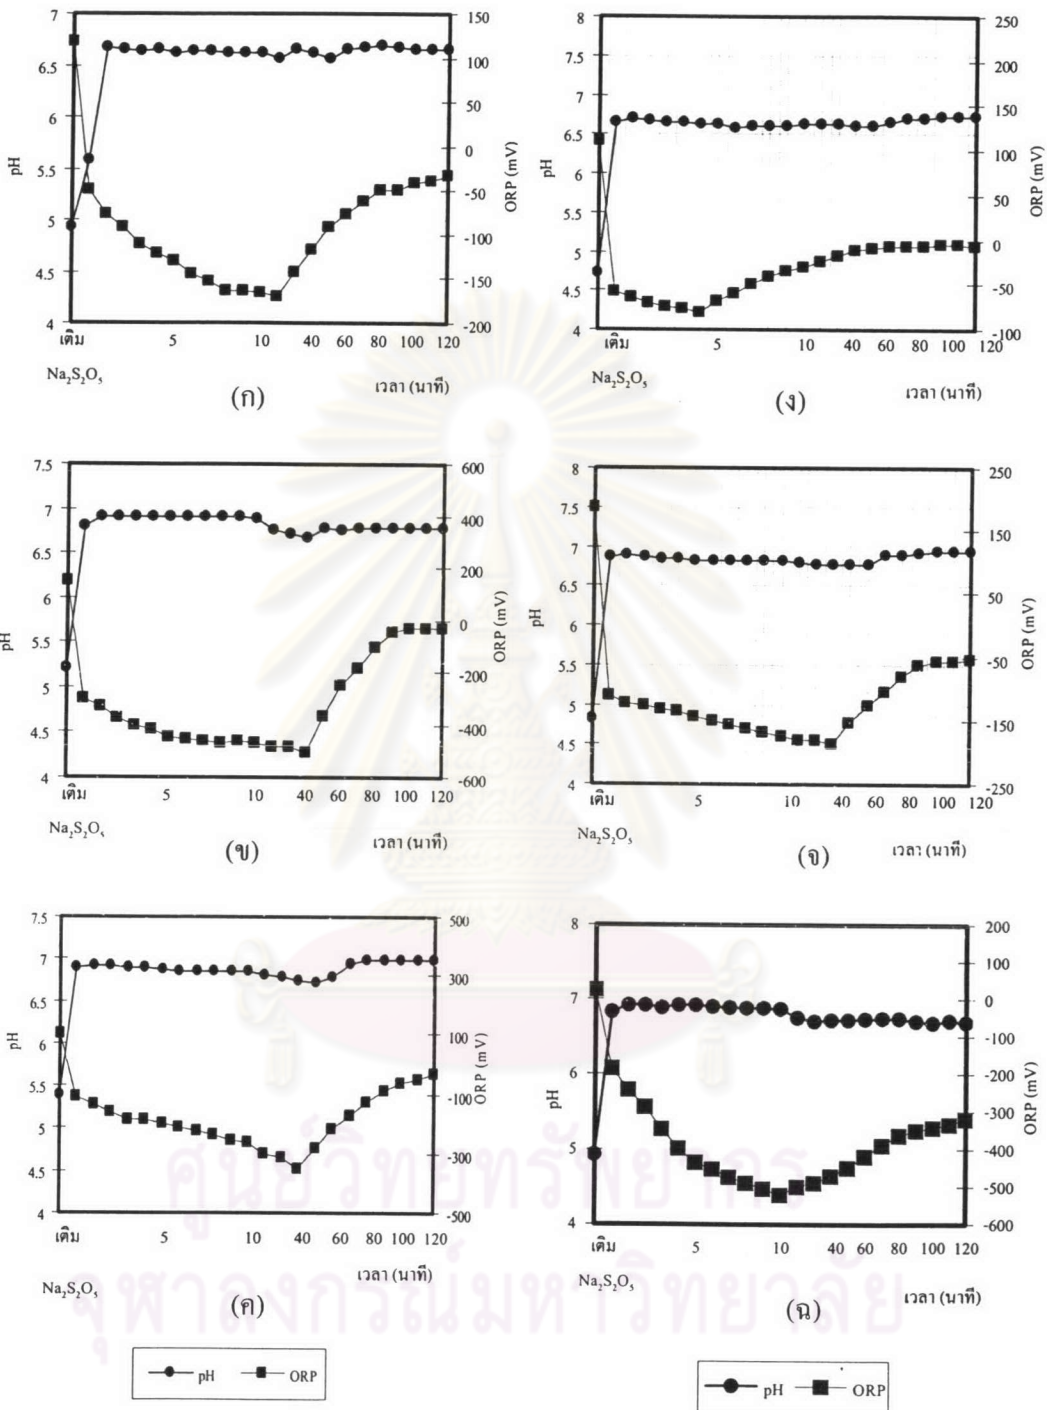 7
6.5
6
5.5
5
4.5
4
pH
150
100
50
0
-50
-100
-150
-200
ORP (mV)
เติม 5 10 40 60 80 100 120
Na₂S₂O₅
เวลา (นาที)
(ก)
8
7.5
7
6.5
6
5.5
5
4.5
4
pH
250
200
150
100
50
0
-50
-100
ORP (mV)
เติม 5 10 40 60 80 100 120
Na₂S₂O₅
เวลา (นาที)
(ง)
7.5
7
6.5
6
5.5
5
4.5
4
pH
600
400
200
0
-200
-400
-600
ORP (mV)
เติม 5 10 40 60 80 100 120
Na₂S₂O₅
เวลา (นาที)
(ข)
8
7.5
7
6.5
6
5.5
5
4.5
4
pH
250
150
50
-50
-150
-250
ORP (mV)
เติม 5 10 40 60 80 100 120
Na₂S₂O₅
เวลา (นาที)
(จ)
7.5
7
6.5
6
5.5
5
4.5
4
pH
500
300
100
-100
-300
-500
ORP (mV)
เติม 5 10 40 60 80 100 120
Na₂S₂O₅
เวลา (นาที)
(ค)
8
7
6
5
4
pH
200
100
0
-100
-200
-300
-400
-500
-600
ORP (mV)
เติม 5 10 40 60 80 100 120
Na₂S₂O₅
เวลา (นาที)
(ฉ)
ศูนย์วิทยทรัพยากร
จุฬาลงกรณ์มหาวิทยาลัย
pH ORP
pH ORP